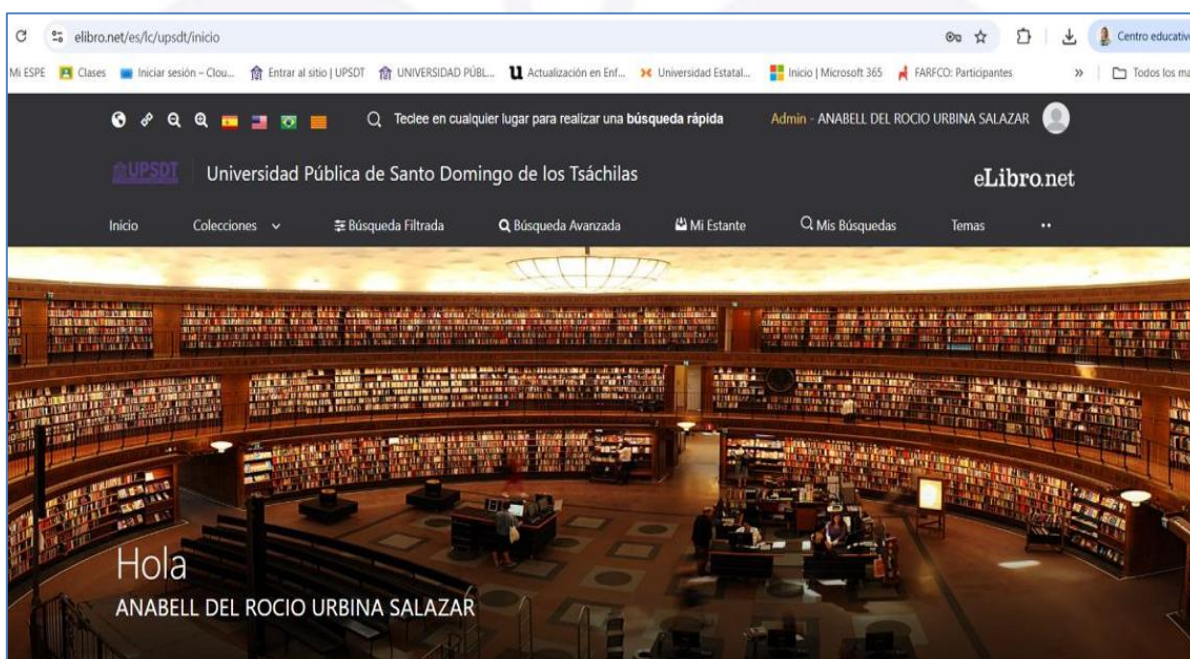 elibro.net/es/lc/upsdt/inicio
Centro educativo
Mi ESPE Clases Iniciar sesión – Clou... Entrar al sitio | UPSDT UNIVERSIDAD PÚBL... Actualización en Enf... Universidad Estatal... Inicio | Microsoft 365 FARFCO: Participantes » Todos los ma
Teclee en cualquier lugar para realizar una búsqueda rápida Admin - ANABELL DEL ROCIO URBINA SALAZAR
UPSDT Universidad Pública de Santo Domingo de los Tsáchilas eLibro.net
Inicio Colecciones Búsqueda Filtrada Búsqueda Avanzada Mi Estante Mis Búsquedas Temas
Hola
ANABELL DEL ROCIO URBINA SALAZAR